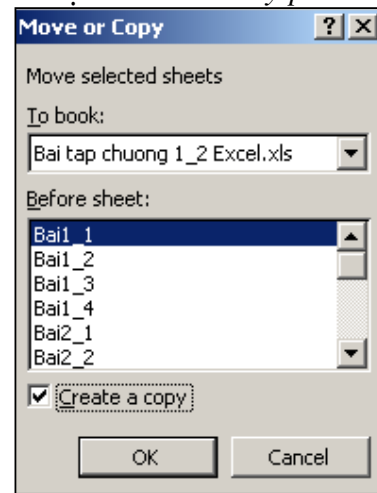 Move or Copy
Move selected sheets
To book:
Bai tap chuong 1_2 Excel.xls
Before sheet:
Bai1_1
Bai1_2
Bai1_3
Bai1_4
Bai2_1
Bai2_2
Create a copy
OK
Cancel